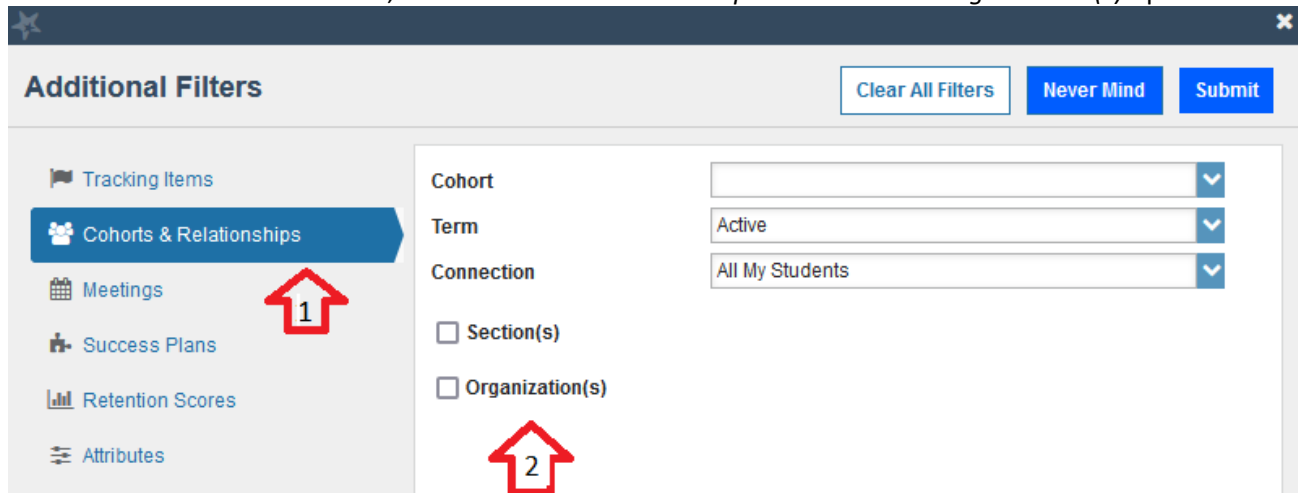 Additional Filters
Clear All Filters
Never Mind
Submit
Tracking Items
Cohorts & Relationships
Meetings
Success Plans
Retention Scores
Attributes
1
Cohort
Term Active
Connection All My Students
Section(s)
Organization(s)
2